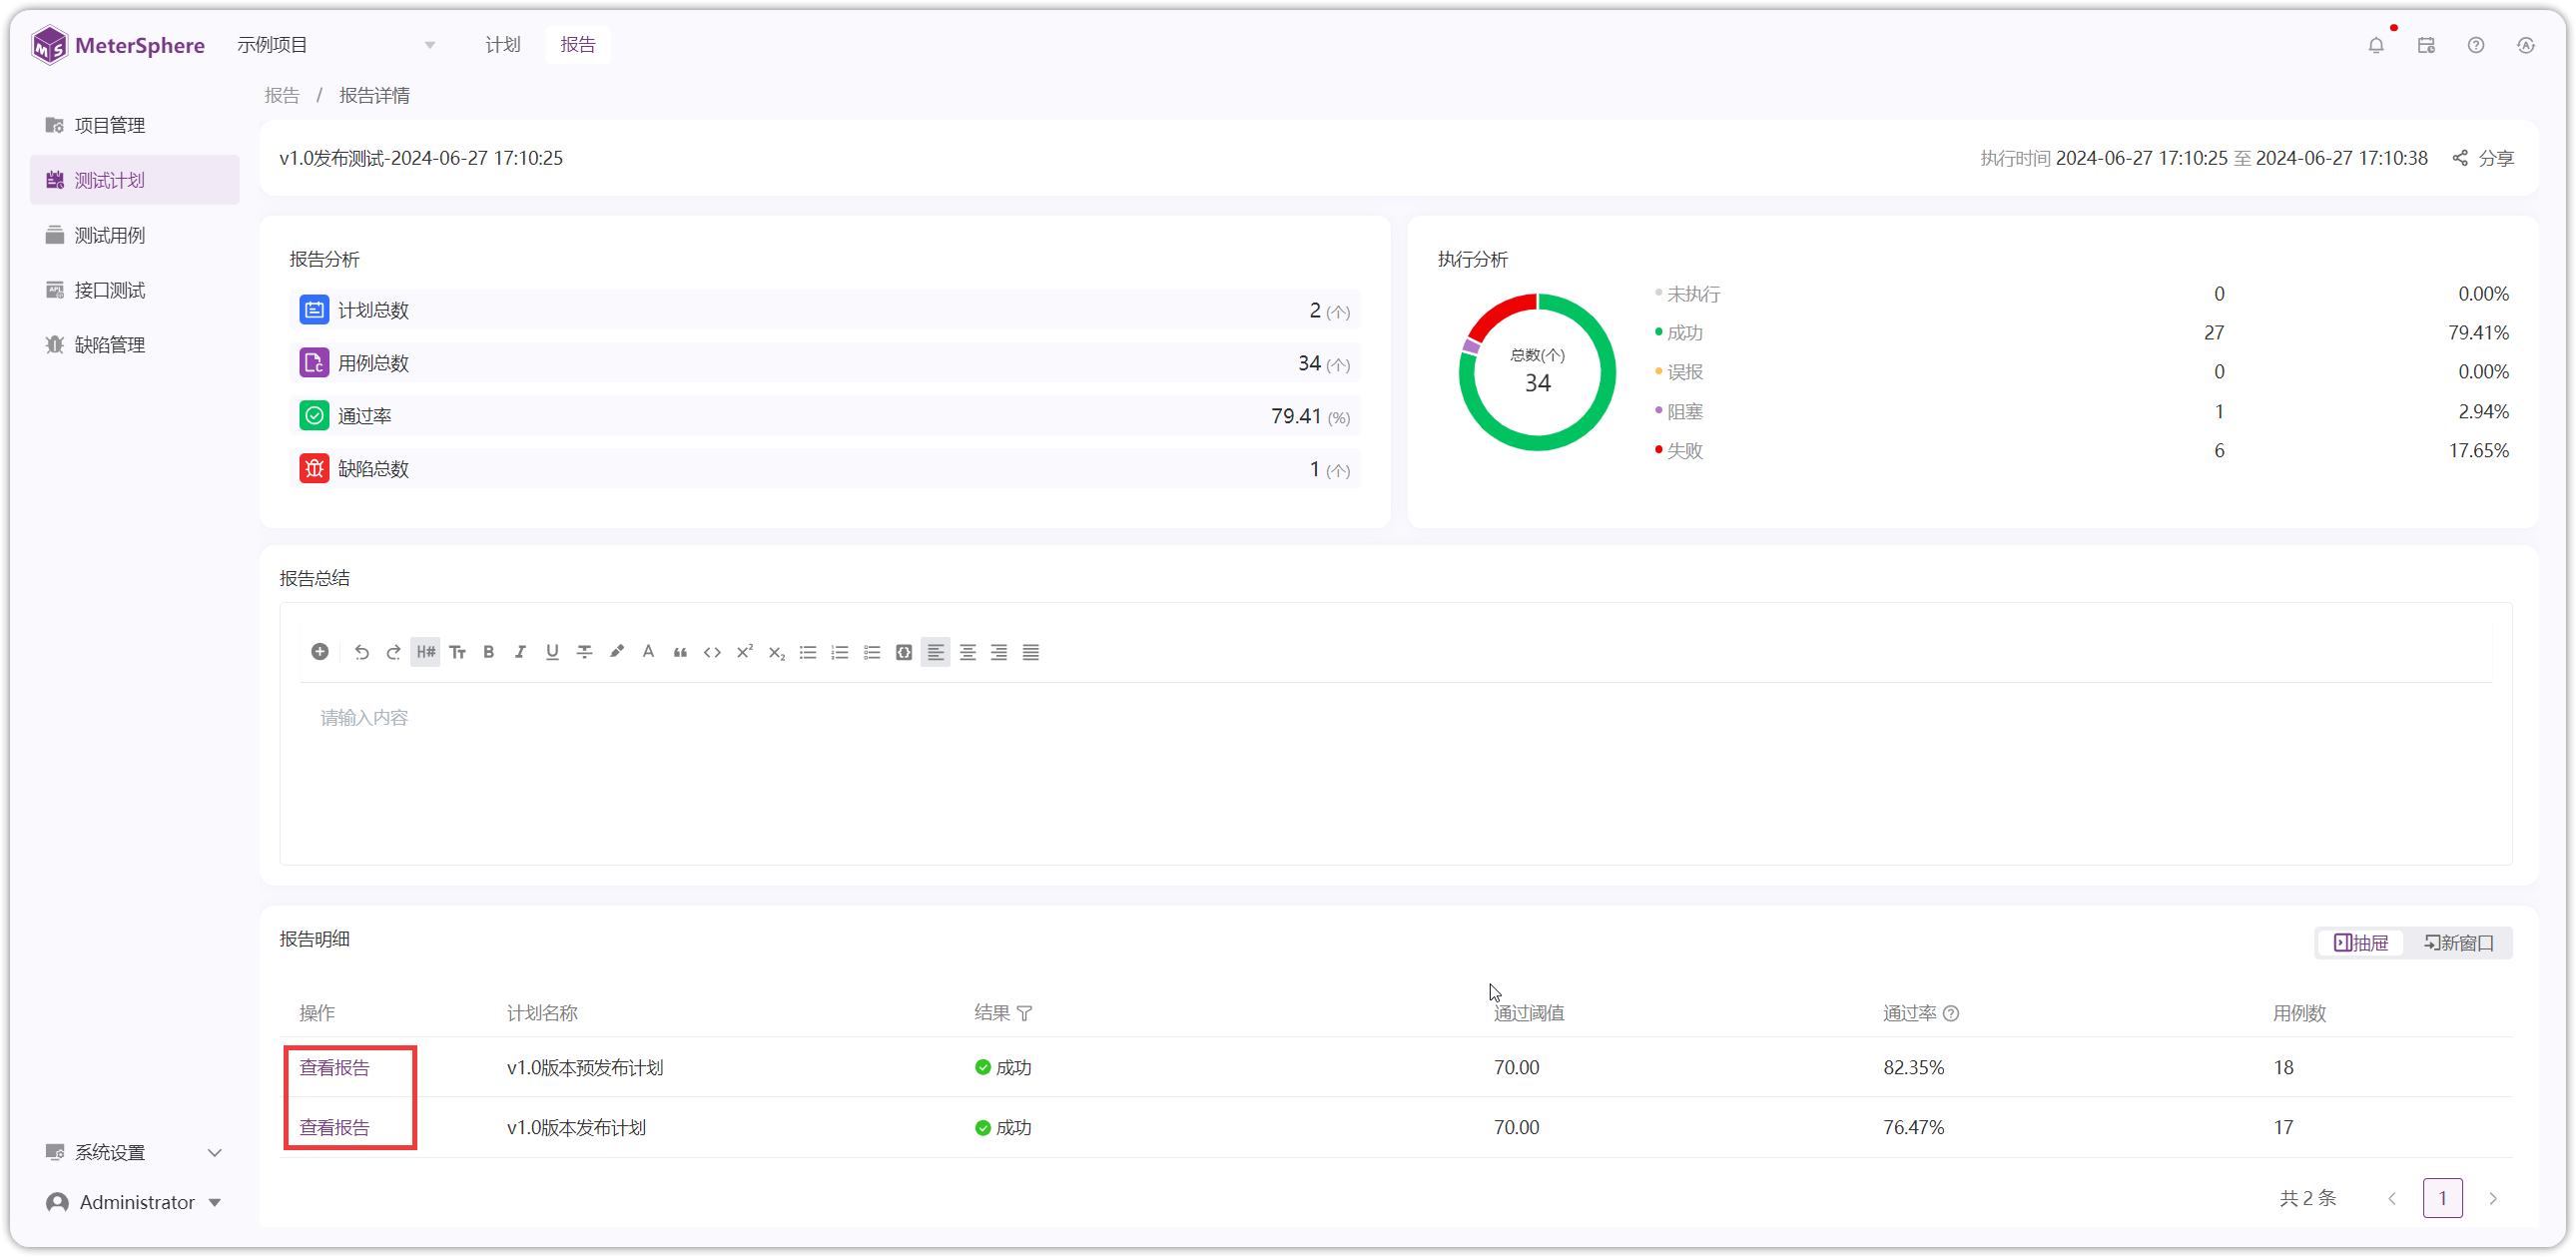 MeterSphere 示例项目 计划 报告
报告 / 报告详情
项目管理
测试计划
测试用例
接口测试
缺陷管理
系统设置
Administrator
v1.0发布测试-2024-06-27 17:10:25
执行时间 2024-06-27 17:10:25 至 2024-06-27 17:10:38 分享
报告分析
计划总数 2 (个)
用例总数 34 (个)
通过率 79.41 (%)
缺陷总数 1 (个)
执行分析
总数(个)
34
未执行 0 0.00%
成功 27 79.41%
误报 0 0.00%
阻塞 1 2.94%
失败 6 17.65%
报告总结
请输入内容
报告明细
抽屉 新窗口
操作 计划名称 结果 通过阈值 通过率 用例数
查看报告 v1.0版本预发布计划 成功 70.00 82.35% 18
查看报告 v1.0版本发布计划 成功 70.00 76.47% 17
共 2 条 1